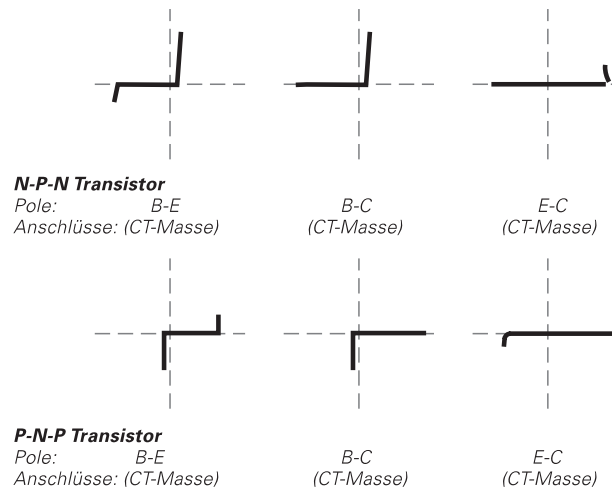 N-P-N Transistor
Pole: B-E B-C E-C
Anschlüsse: (CT-Masse) (CT-Masse) (CT-Masse)
P-N-P Transistor
Pole: B-E B-C E-C
Anschlüsse: (CT-Masse) (CT-Masse) (CT-Masse)